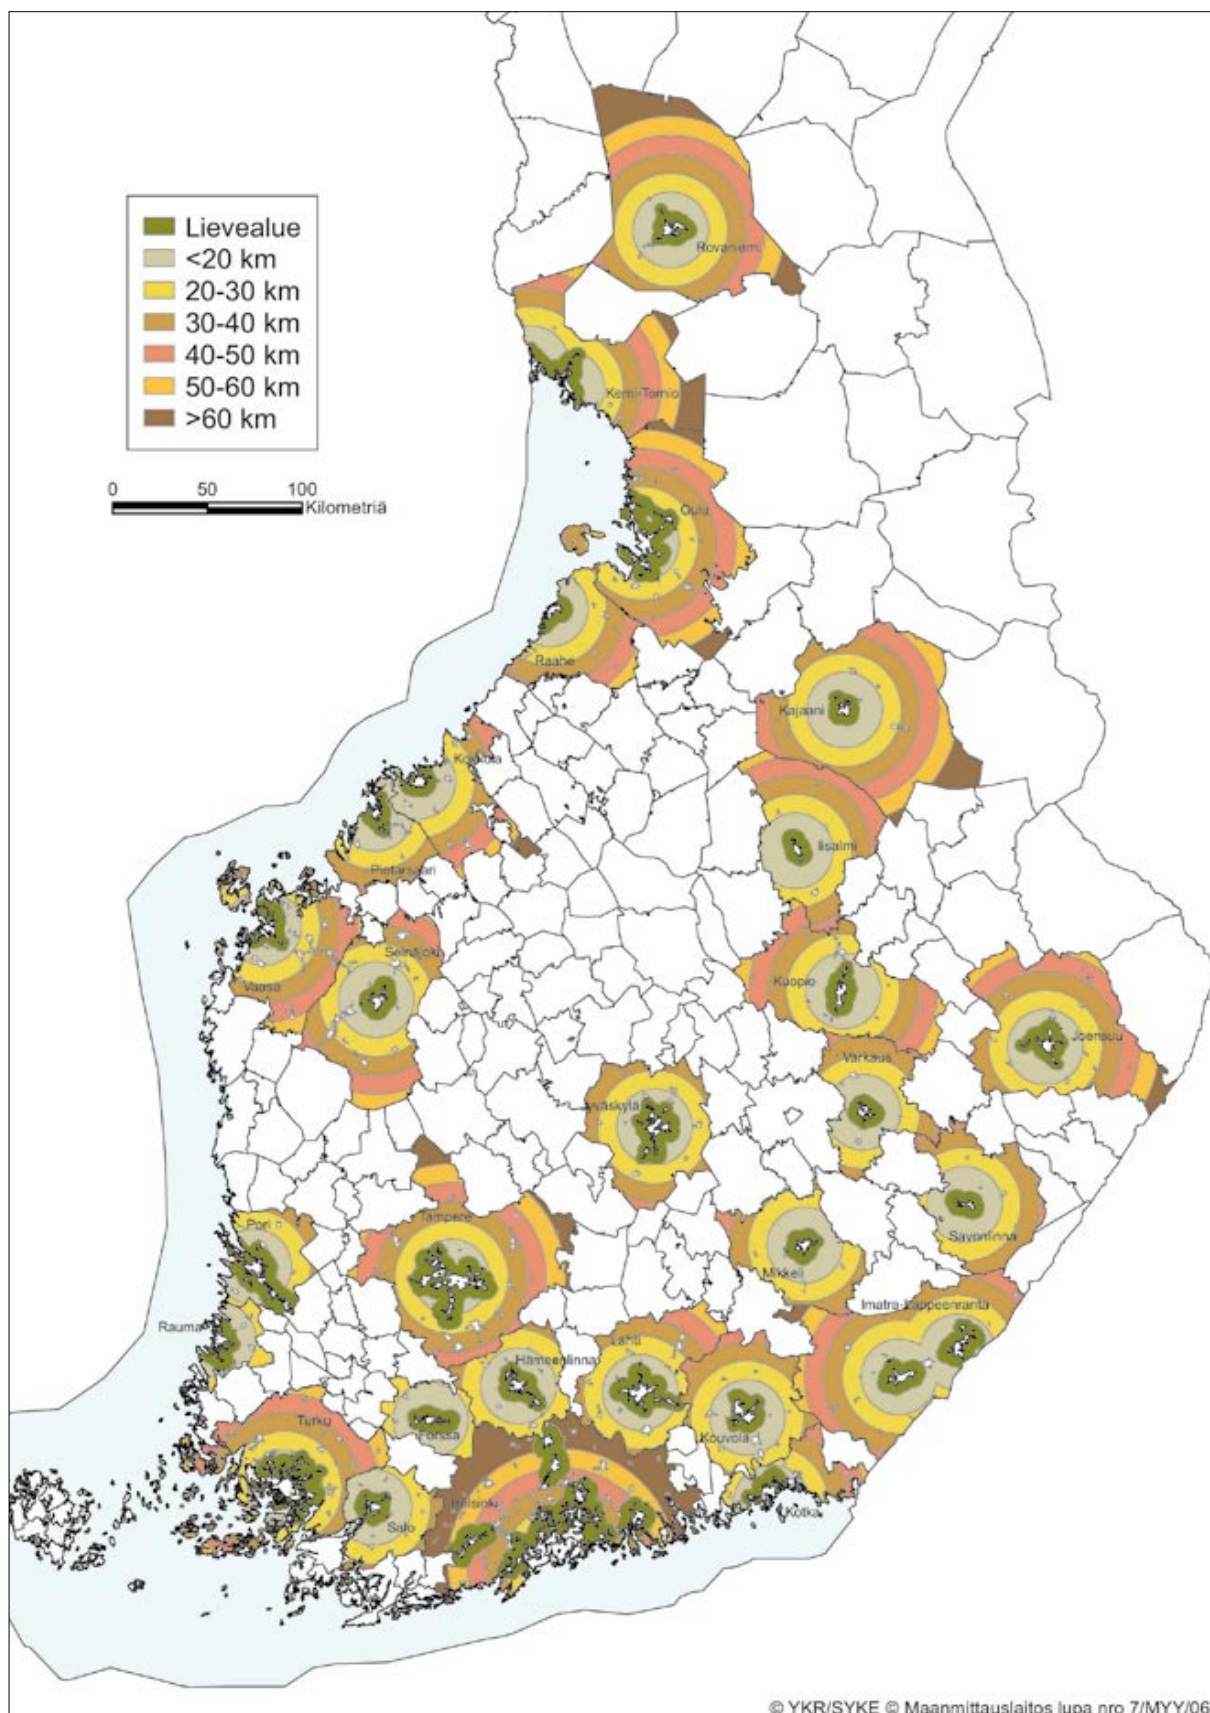 Rovaniemi
Lievealue
<20 km
20-30 km
30-40 km
40-50 km
50-60 km
>60 km
Kemi-Tornio
0 50 100
Kilometriä
Oulu
Raahe
Kajaani
Kokkola
Iisalmi
Pietarsaari
Seinäjoki
Vaasa
Kuopio
Joensuu
Varkaus
Jyväskylä
Tampere
Pori
Savonlinna
Mikkeli
Imatra-Lappeenranta
Rauma
Lahti
Hämeenlinna
Turku
Forssa
Kouvola
Helsinki
Kotka
Salo
© YKR/SYKE © Maanmittauslaitos lupa nro 7/MYY/06